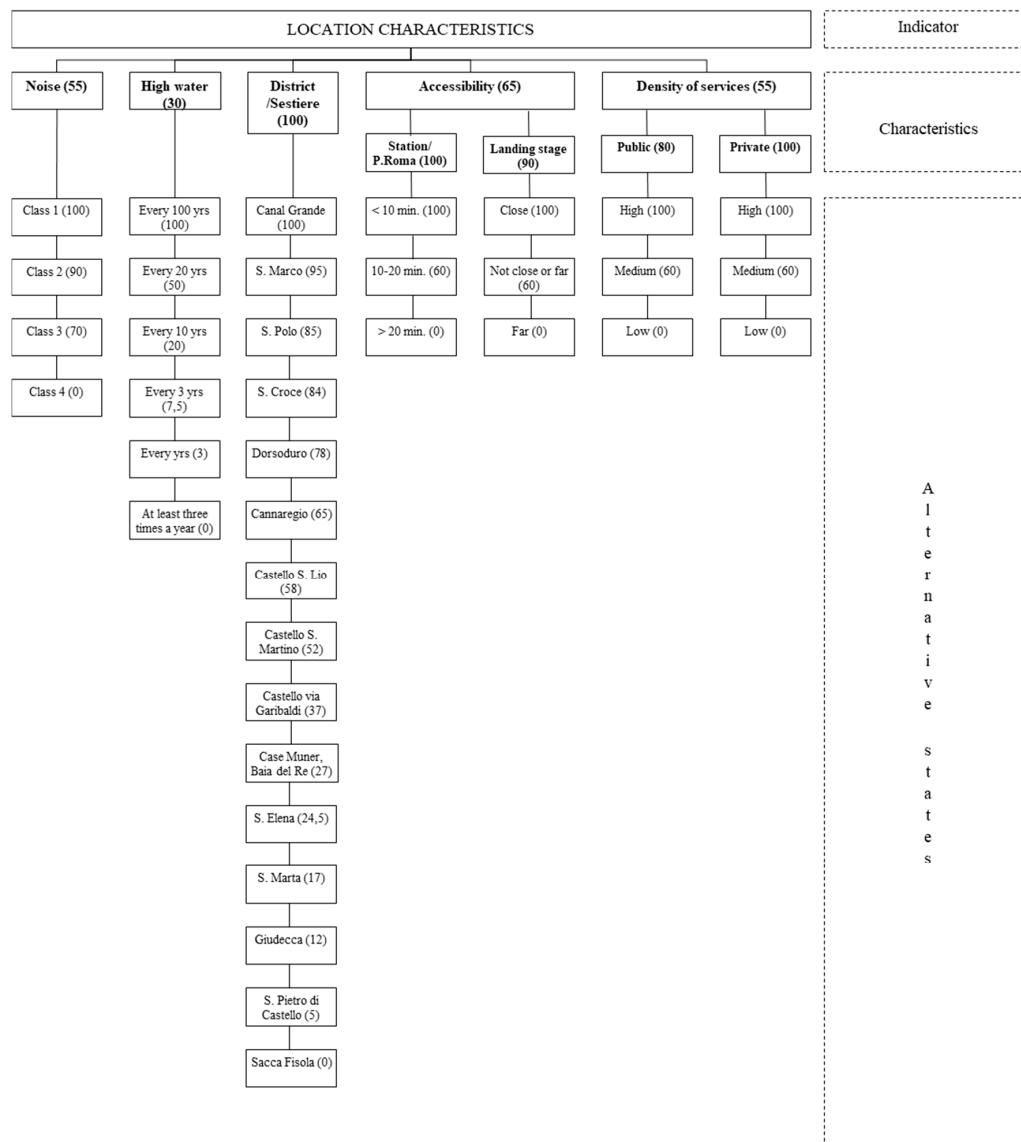 LOCATION CHARACTERISTICS
Indicator
Noise (55)
High water
(30)
District
/Sestiere
(100)
Accessibility (65)
Density of services (55)
Characteristics
Station/
P.Roma (100)
Landing stage
(90)
Public (80)
Private (100)
Class 1 (100)
Class 2 (90)
Class 3 (70)
Class 4 (0)
Every 100 yrs
(100)
Every 20 yrs
(50)
Every 10 yrs
(20)
Every 3 yrs
(7,5)
Every yrs (3)
At least three
times a year (0)
Canal Grande
(100)
S. Marco (95)
S. Polo (85)
S. Croce (84)
Dorsoduro (78)
Cannaregio (65)
Castello S. Lio
(58)
Castello S.
Martino (52)
Castello via
Garibaldi (37)
Case Muner,
Baia del Re (27)
S. Elena (24,5)
S. Marta (17)
Giudecca (12)
S. Pietro di
Castello (5)
Sacca Fisola (0)
< 10 min. (100)
10-20 min. (60)
> 20 min. (0)
Close (100)
Not close or far
(60)
Far (0)
High (100)
Medium (60)
Low (0)
High (100)
Medium (60)
Low (0)
Alternative states